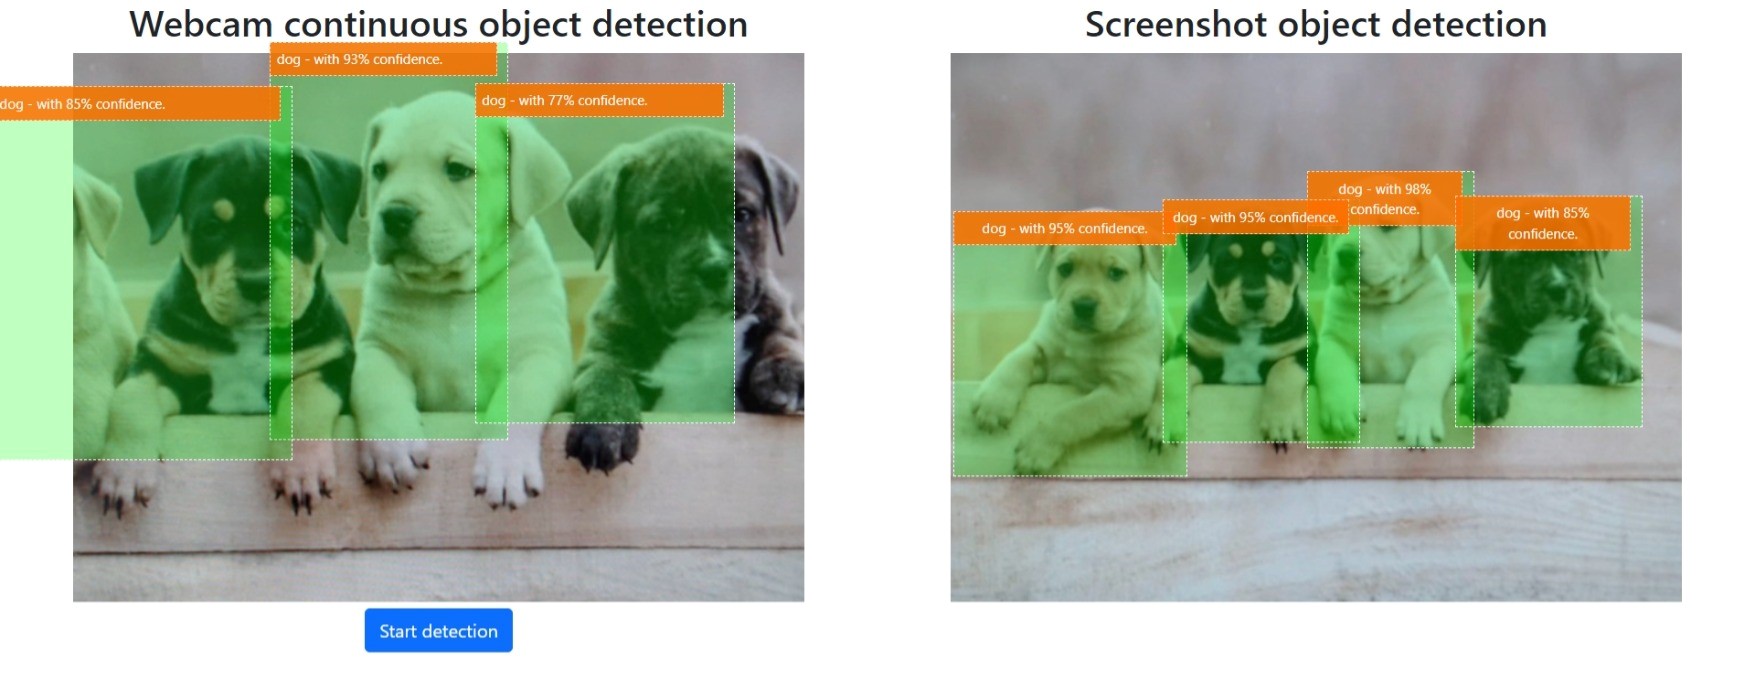 Webcam continuous object detection
dog - with 93% confidence.
dog - with 85% confidence.
dog - with 77% confidence.
Start detection
Screenshot object detection
dog - with 95% confidence.
dog - with 95% confidence.
dog - with 98%
confidence.
dog - with 85%
confidence.